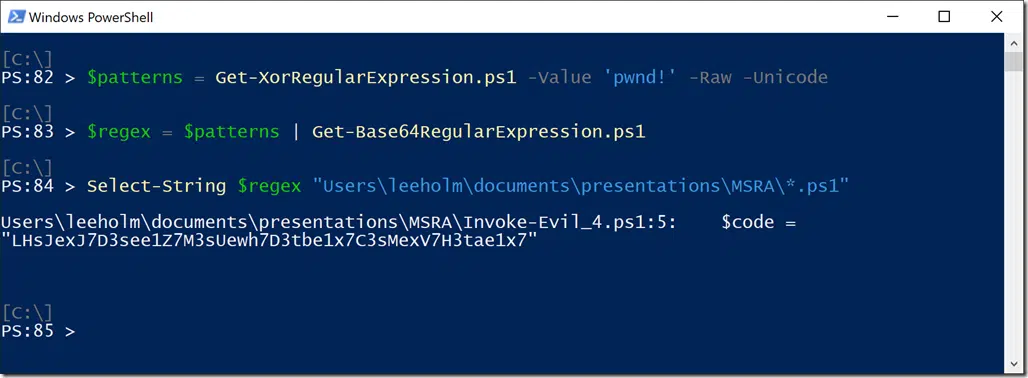 Windows PowerShell
[C:\]
PS:82 > $patterns = Get-XorRegularExpression.ps1 -Value 'pwnd!' -Raw -Unicode
[C:\]
PS:83 > $regex = $patterns | Get-Base64RegularExpression.ps1
[C:\]
PS:84 > Select-String $regex "Users\leeholm\documents\presentations\MSRA\*.ps1"
Users\leeholm\documents\presentations\MSRA\Invoke-Evil_4.ps1:5:    $code =
"LHsJexJ7D3see1Z7M3sUewh7D3tbe1x7C3sMexV7H3tae1x7"
[C:\]
PS:85 >